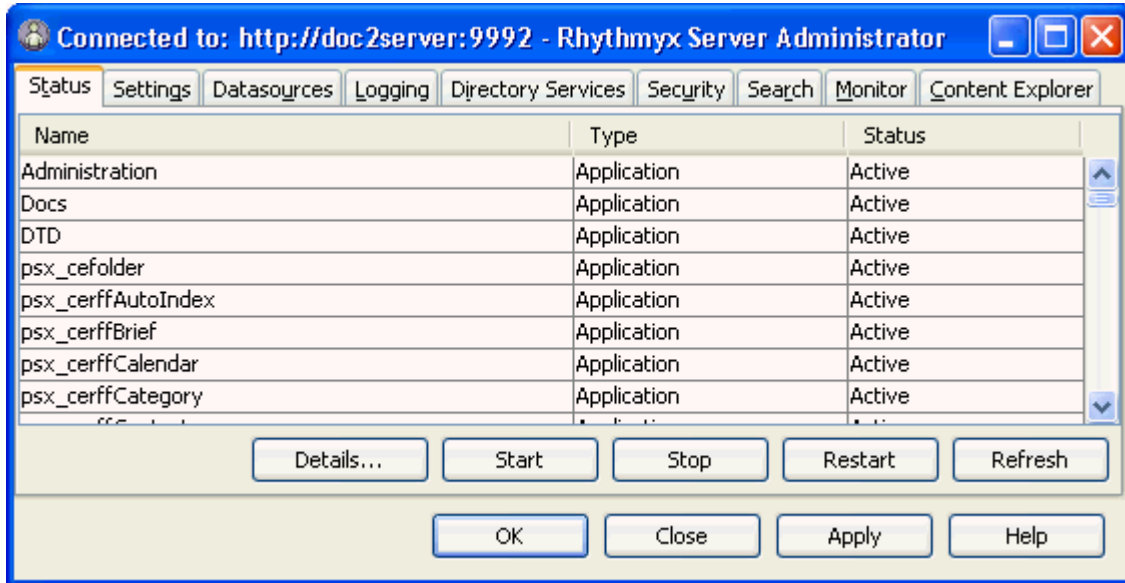 Connected to: http://doc2server:9992 - Rhythmyx Server Administrator
Status Settings Datasources Logging Directory Services Security Search Monitor Content Explorer
Name Type Status
Administration Application Active
Docs Application Active
DTD Application Active
psx_cefolder Application Active
psx_cerffAutoIndex Application Active
psx_cerffBrief Application Active
psx_cerffCalendar Application Active
psx_cerffCategory Application Active
Details... Start Stop Restart Refresh
OK Close Apply Help